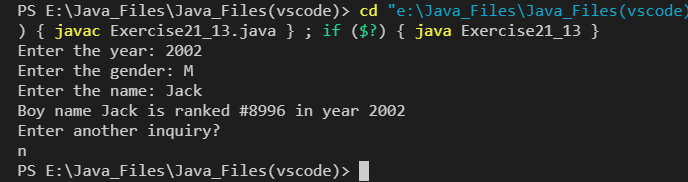 PS E:\Java_Files\Java_Files(vscode)> cd "e:\Java_Files\Java_Files(vscode)
) { javac Exercise21_13.java } ; if ($?) { java Exercise21_13 }
Enter the year: 2002
Enter the gender: M
Enter the name: Jack
Boy name Jack is ranked #8996 in year 2002
Enter another inquiry?
n
PS E:\Java_Files\Java_Files(vscode)>